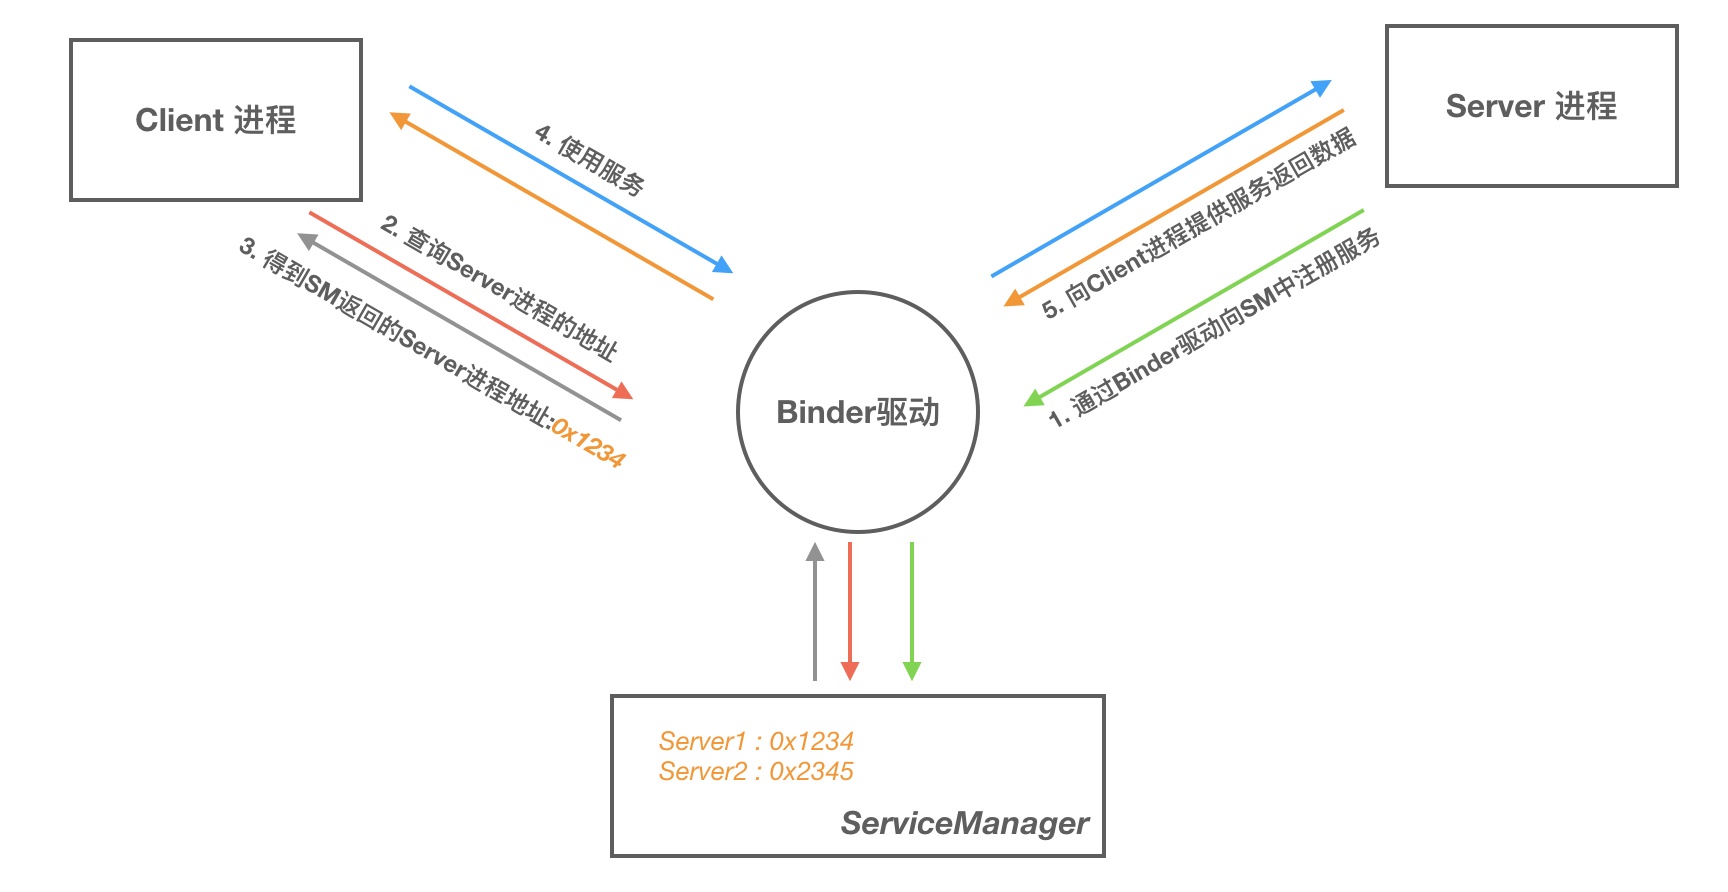 Client 进程
Server 进程
4. 使用服务
2. 查询Server进程的地址
3. 得到SM返回的Server进程地址:0x1234
5. 向Client进程提供服务返回数据
1. 通过Binder驱动向SM中注册服务
Binder驱动
Server1 : 0x1234
Server2 : 0x2345
ServiceManager